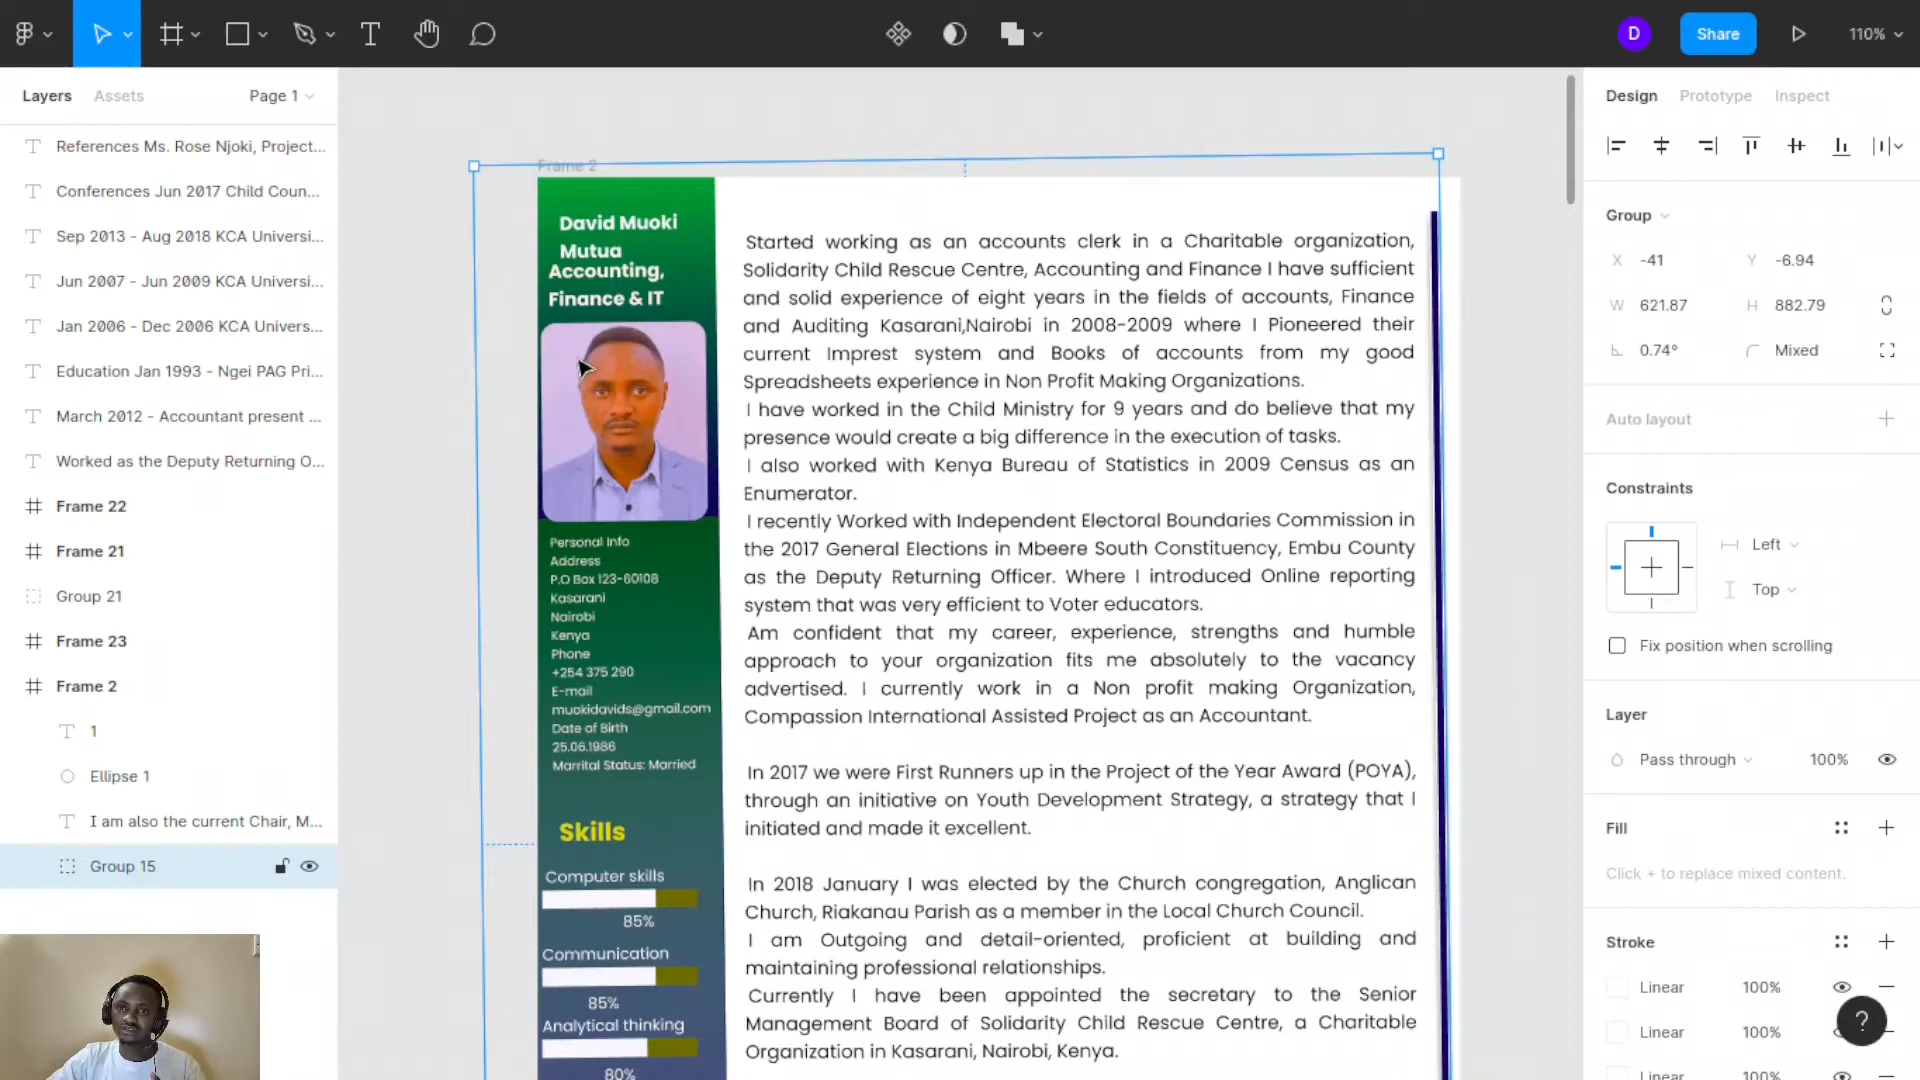 D
Share
110%
Layers
Assets
Page 1
References Ms. Rose Njoki, Project...
Conferences Jun 2017 Child Coun...
Sep 2013 - Aug 2018 KCA Universi...
Jun 2007 - Jun 2009 KCA Universi...
Jan 2006 - Dec 2006 KCA Univers...
Education Jan 1993 - Ngei PAG Pri...
March 2012 - Accountant present ...
Worked as the Deputy Returning O...
Frame 22
Frame 21
Group 21
Frame 23
Frame 2
1
Ellipse 1
I am also the current Chair, M...
Group 15
Frame 2
David Muoki
Mutua
Accounting,
Finance & IT
Personal Info
Address
P.O Box 123-60108
Kasarani
Nairobi
Kenya
Phone
+254 375 290
E-mail
muokidavids@gmail.com
Date of Birth
25.06.1986
Marrital Status: Married
Skills
Computer skills
85%
Communication
85%
Analytical thinking
80%
Started working as an accounts clerk in a Charitable organization,
Solidarity Child Rescue Centre, Accounting and Finance I have sufficient
and solid experience of eight years in the fields of accounts, Finance
and Auditing Kasarani,Nairobi in 2008-2009 where I Pioneered their
current Imprest system and Books of accounts from my good
Spreadsheets experience in Non Profit Making Organizations.
I have worked in the Child Ministry for 9 years and do believe that my
presence would create a big difference in the execution of tasks.
I also worked with Kenya Bureau of Statistics in 2009 Census as an
Enumerator.
I recently Worked with Independent Electoral Boundaries Commission in
the 2017 General Elections in Mbeere South Constituency, Embu County
as the Deputy Returning Officer. Where I introduced Online reporting
system that was very efficient to Voter educators.
Am confident that my career, experience, strengths and humble
approach to your organization fits me absolutely to the vacancy
advertised. I currently work in a Non profit making Organization,
Compassion International Assisted Project as an Accountant.
In 2017 we were First Runners up in the Project of the Year Award (POYA),
through an initiative on Youth Development Strategy, a strategy that I
initiated and made it excellent.
In 2018 January I was elected by the Church congregation, Anglican
Church, Riakanau Parish as a member in the Local Church Council.
I am Outgoing and detail-oriented, proficient at building and
maintaining professional relationships.
Currently I have been appointed the secretary to the Senior
Management Board of Solidarity Child Rescue Centre, a Charitable
Organization in Kasarani, Nairobi, Kenya.
Design
Prototype
Inspect
Group
X -41
Y -6.94
W 621.87
H 882.79
0.74°
Mixed
Auto layout
Constraints
Left
Top
Fix position when scrolling
Layer
Pass through
100%
Fill
Click + to replace mixed content.
Stroke
Linear 100%
Linear 100%
Linear 100%
?